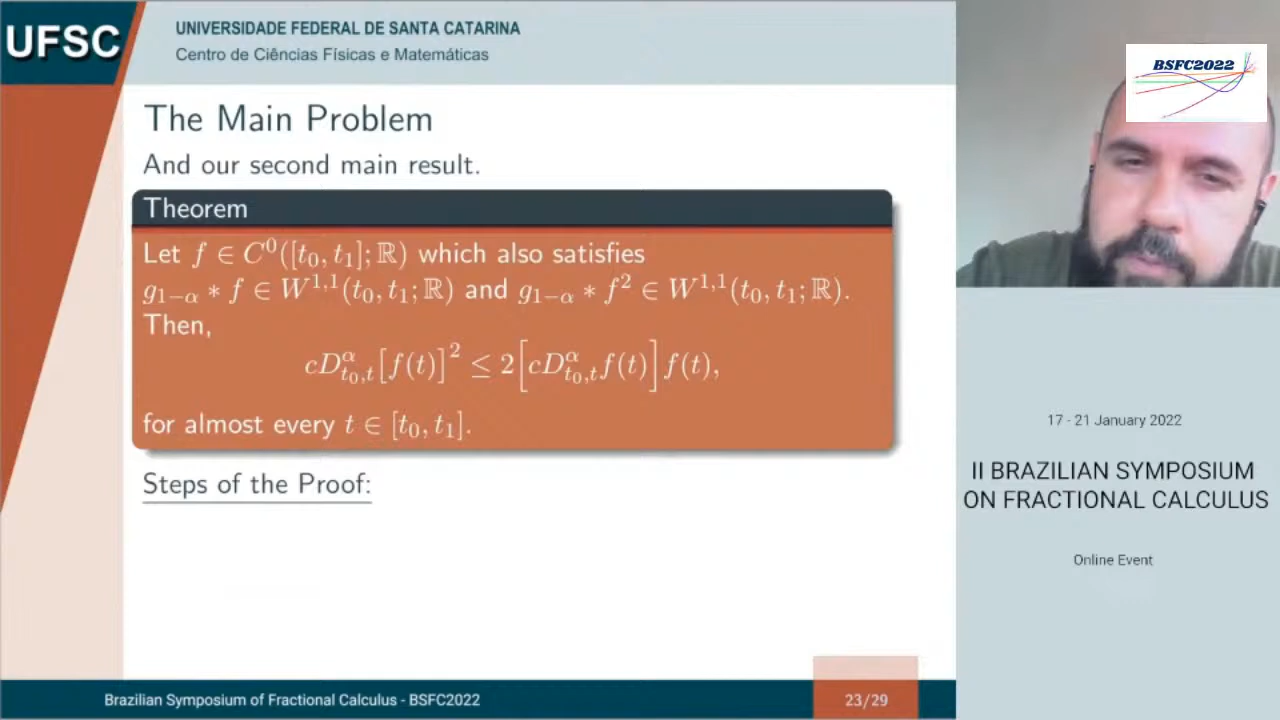 UFSC
UNIVERSIDADE FEDERAL DE SANTA CATARINA
Centro de Ciências Físicas e Matemáticas
BSFC2022
The Main Problem
And our second main result.
Theorem
Let f ∈ C⁰([t₀, t₁]; ℝ) which also satisfies
g₁₋α ∗ f ∈ W¹,¹(t₀, t₁; ℝ) and g₁₋α ∗ f² ∈ W¹,¹(t₀, t₁; ℝ).
Then,
cD^α_{t₀,t}[f(t)]² ≤ 2[cD^α_{t₀,t}f(t)]f(t),
for almost every t ∈ [t₀, t₁].
Steps of the Proof:
17 - 21 January 2022
II BRAZILIAN SYMPOSIUM
ON FRACTIONAL CALCULUS
Online Event
Brazilian Symposium of Fractional Calculus - BSFC2022
23/29